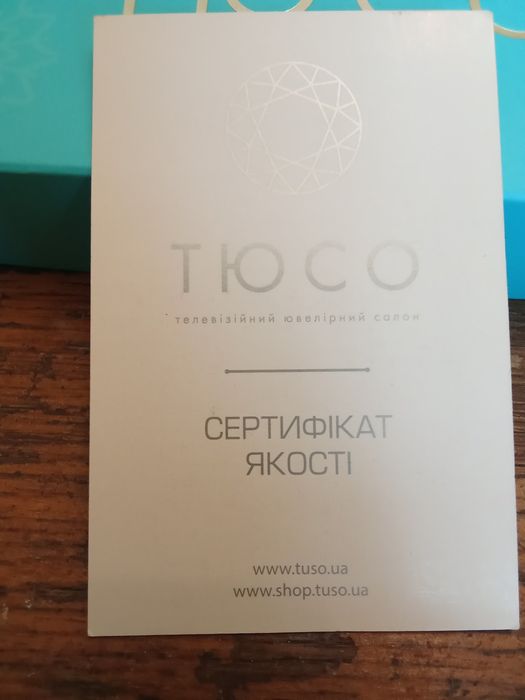 ТЮСО
телевізійний ювелірний салон
СЕРТИФІКАТ
ЯКОСТІ
www.tuso.ua
www.shop.tuso.ua